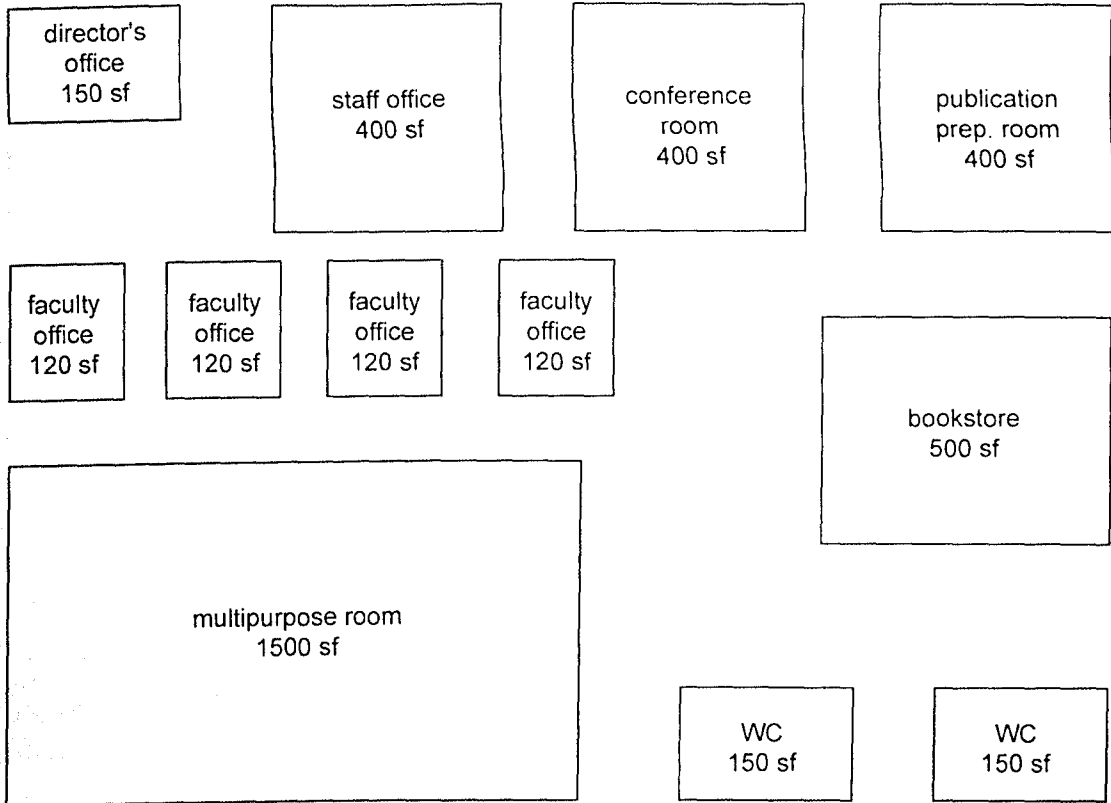 director's
office
150 sf
staff office
400 sf
conference
room
400 sf
publication
prep. room
400 sf
faculty
office
120 sf
faculty
office
120 sf
faculty
office
120 sf
faculty
office
120 sf
bookstore
500 sf
multipurpose room
1500 sf
WC
150 sf
WC
150 sf